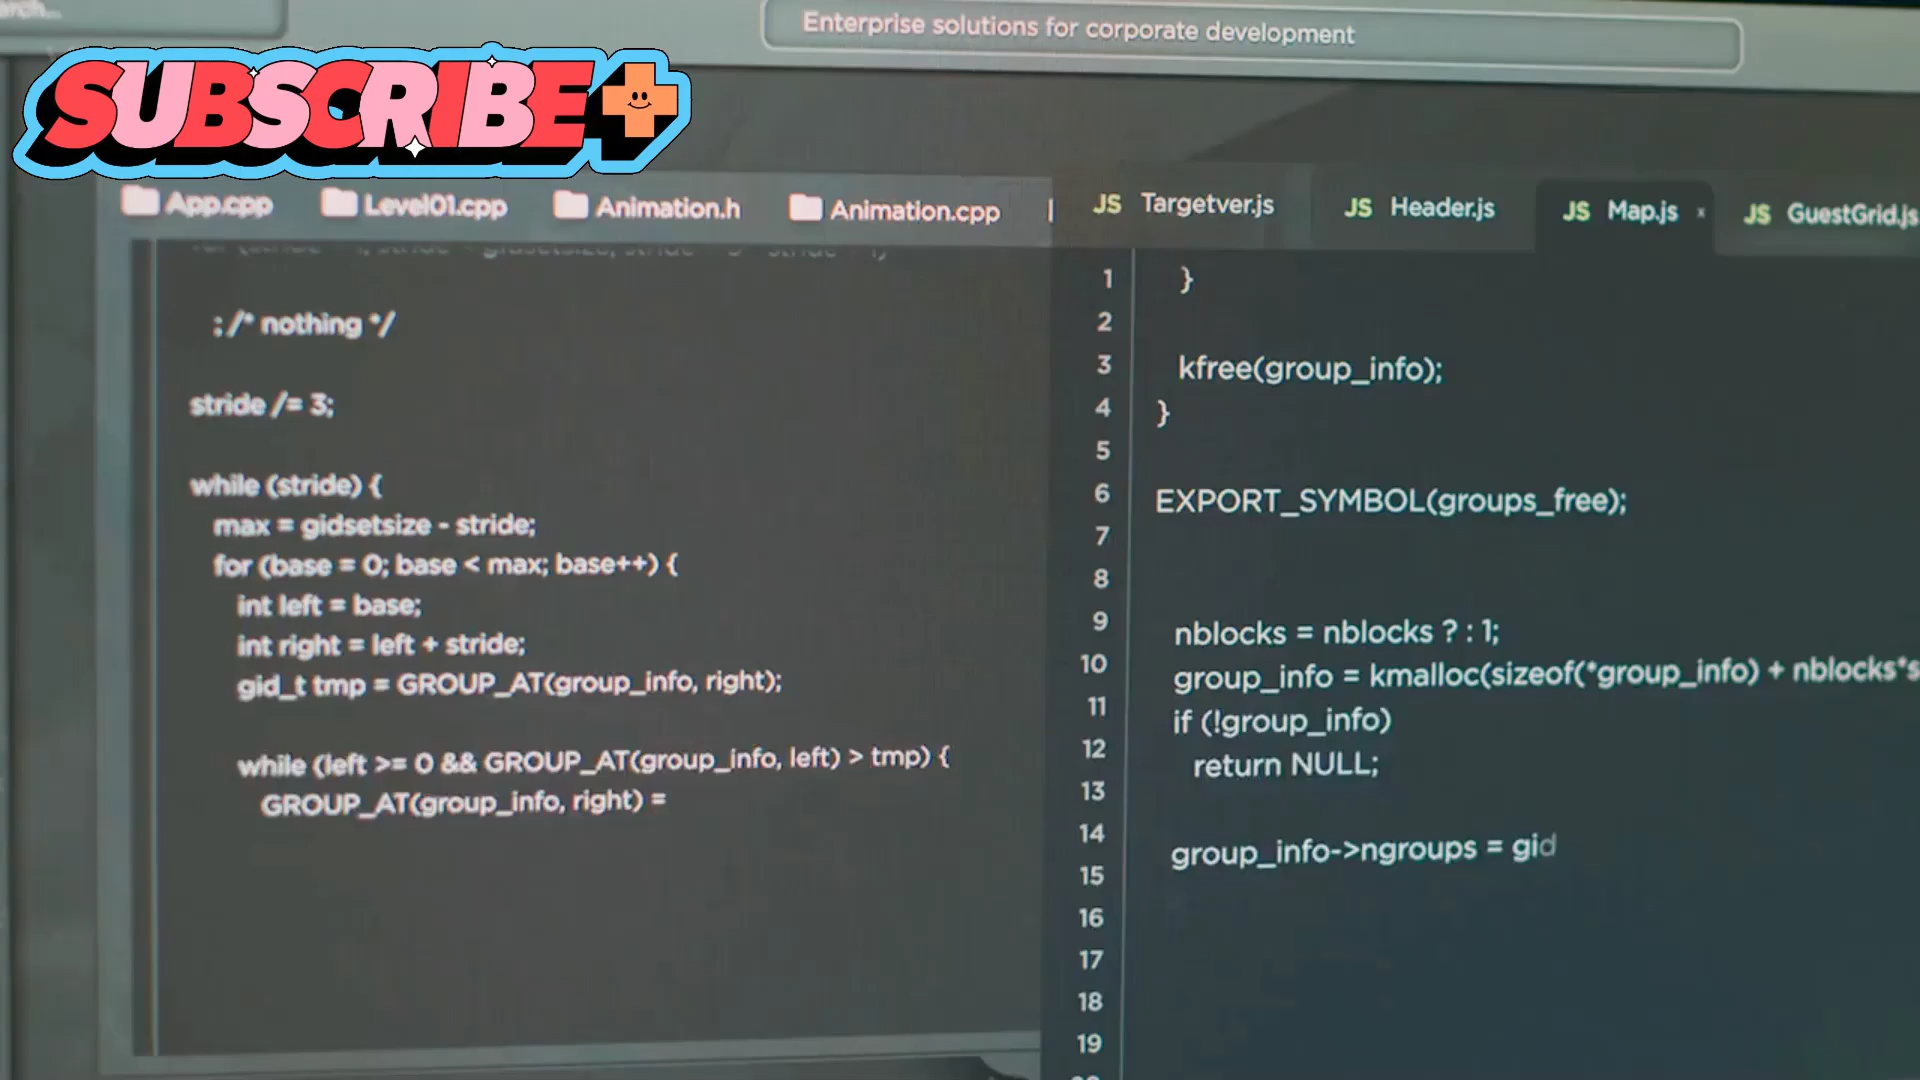 Enterprise solutions for corporate development
SUBSCRIBE
App.cpp Level01.cpp Animation.h Animation.cpp
; /* nothing */
stride /= 3;
while (stride) {
max = gidsetsize - stride;
for (base = 0; base < max; base++) {
int left = base;
int right = left + stride;
gid_t tmp = GROUP_AT(group_info, right);
while (left >= 0 && GROUP_AT(group_info, left) > tmp) {
GROUP_AT(group_info, right) =
JS Targetver.js JS Header.js JS Map.js x JS GuestGrid.js
1 }
2
3 kfree(group_info);
4 }
5
6 EXPORT_SYMBOL(groups_free);
7
8
9 nblocks = nblocks ? : 1;
10 group_info = kmalloc(sizeof(*group_info) + nblocks*s
11 if (!group_info)
12 return NULL;
13
14 group_info->ngroups = gid
15
16
17
18
19